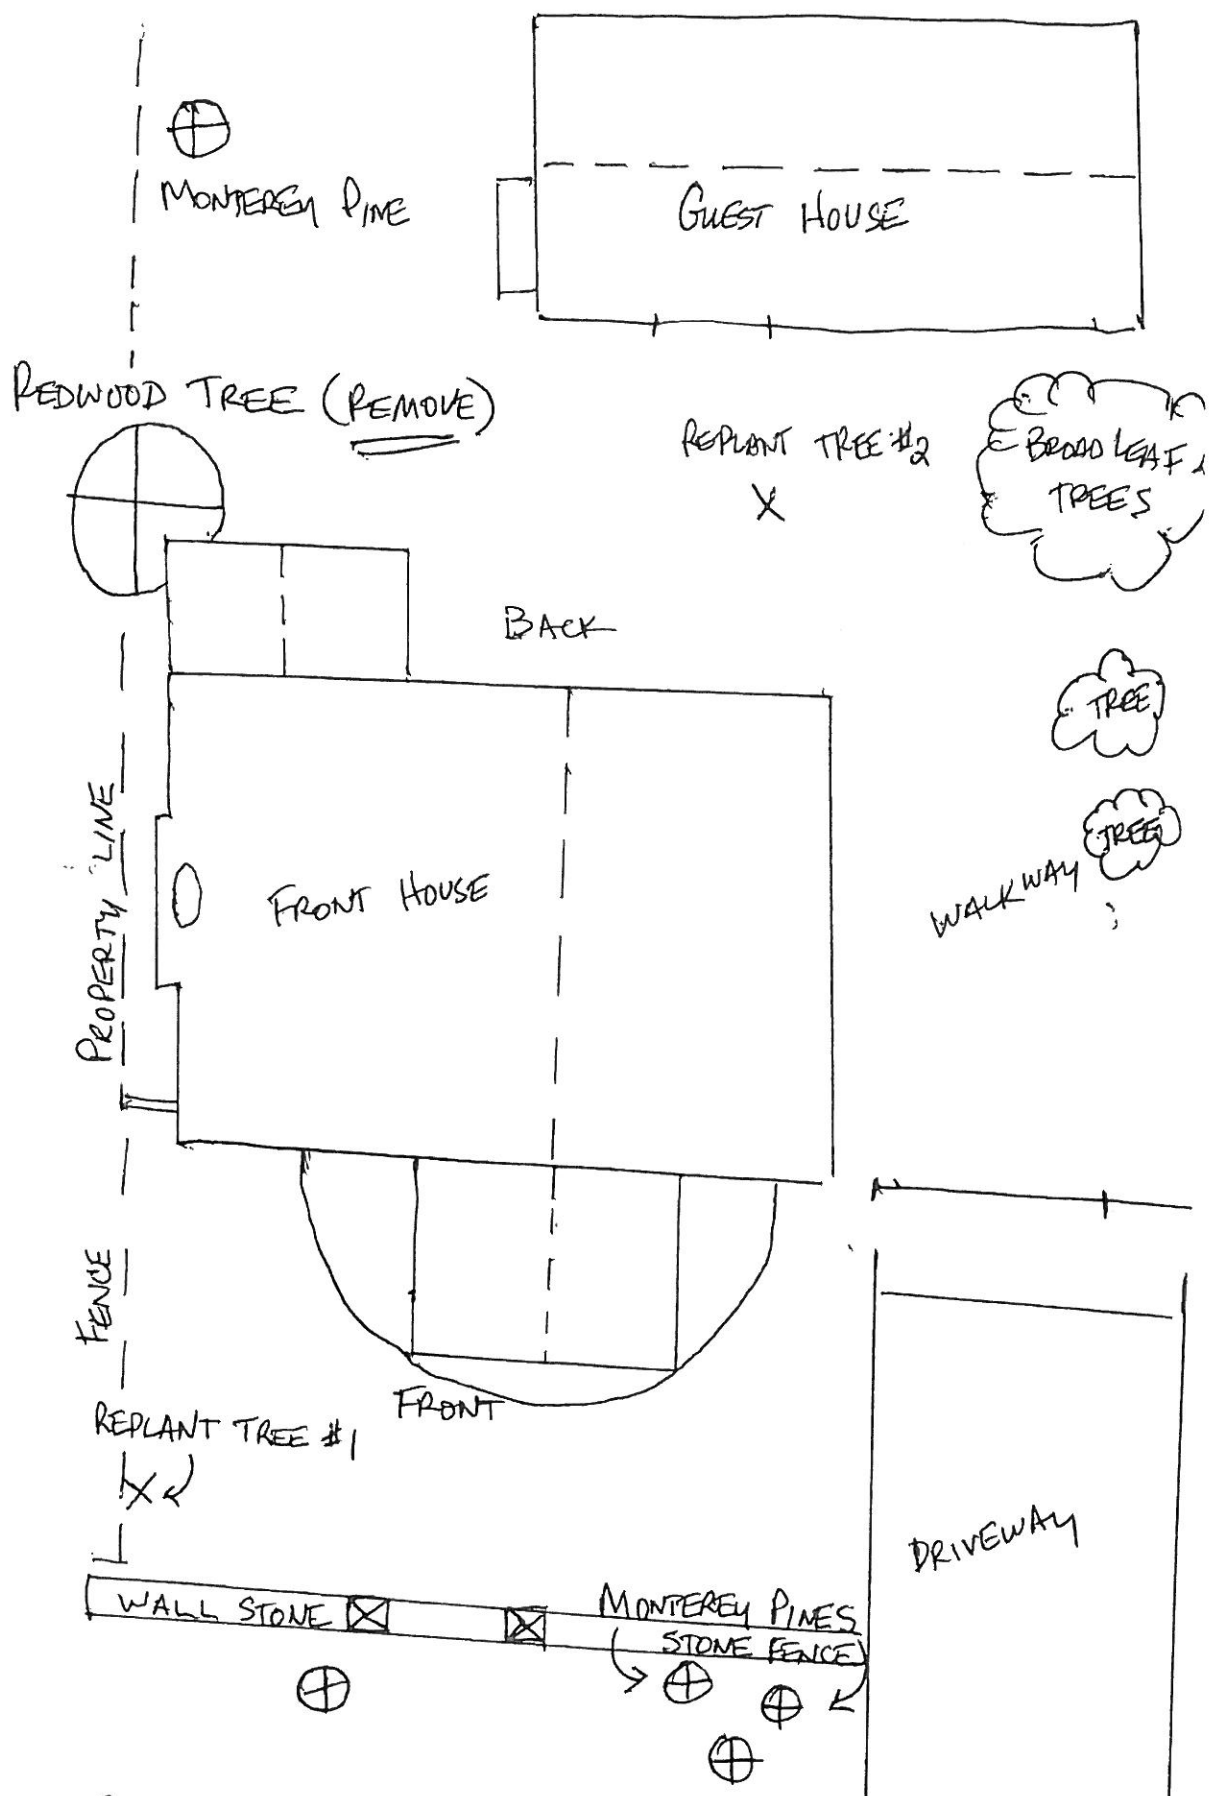 MONTEREY PINE
GUEST HOUSE
REDWOOD TREE (REMOVE)
REPLANT TREE #2
X
BROAD LEAF
TREES
BACK
TREE
TREE
WALKWAY
FRONT HOUSE
PROPERTY LINE
FENCE
FRONT
REPLANT TREE #1
X
DRIVEWAY
WALL STONE
MONTEREY PINES
STONE FENCE